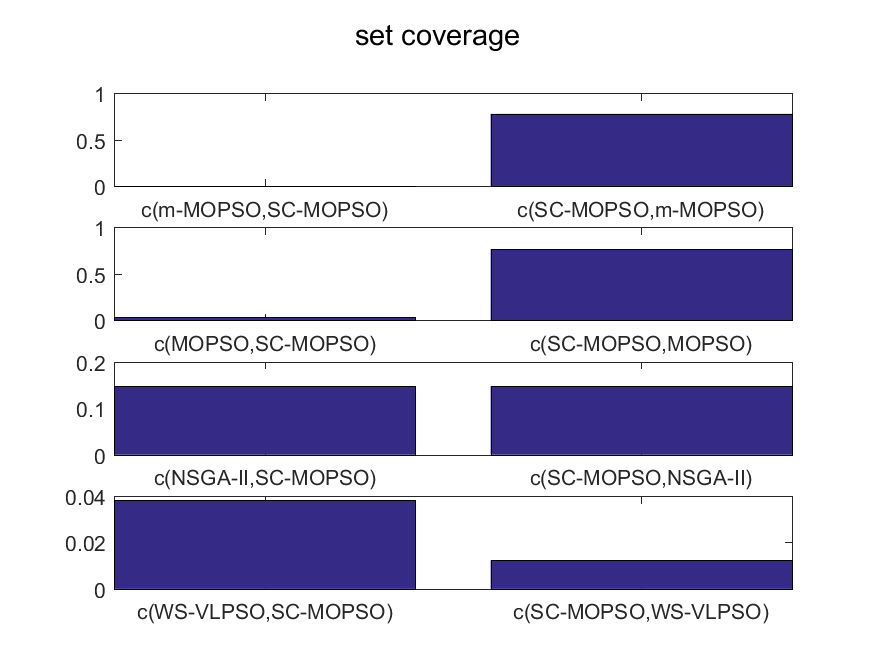 set coverage
1
0.5
0
c(m-MOPSO,SC-MOPSO) c(SC-MOPSO,m-MOPSO)
1
0.5
0
c(MOPSO,SC-MOPSO) c(SC-MOPSO,MOPSO)
0.2
0.1
0
c(NSGA-II,SC-MOPSO) c(SC-MOPSO,NSGA-II)
0.04
0.02
0
c(WS-VLPSO,SC-MOPSO) c(SC-MOPSO,WS-VLPSO)